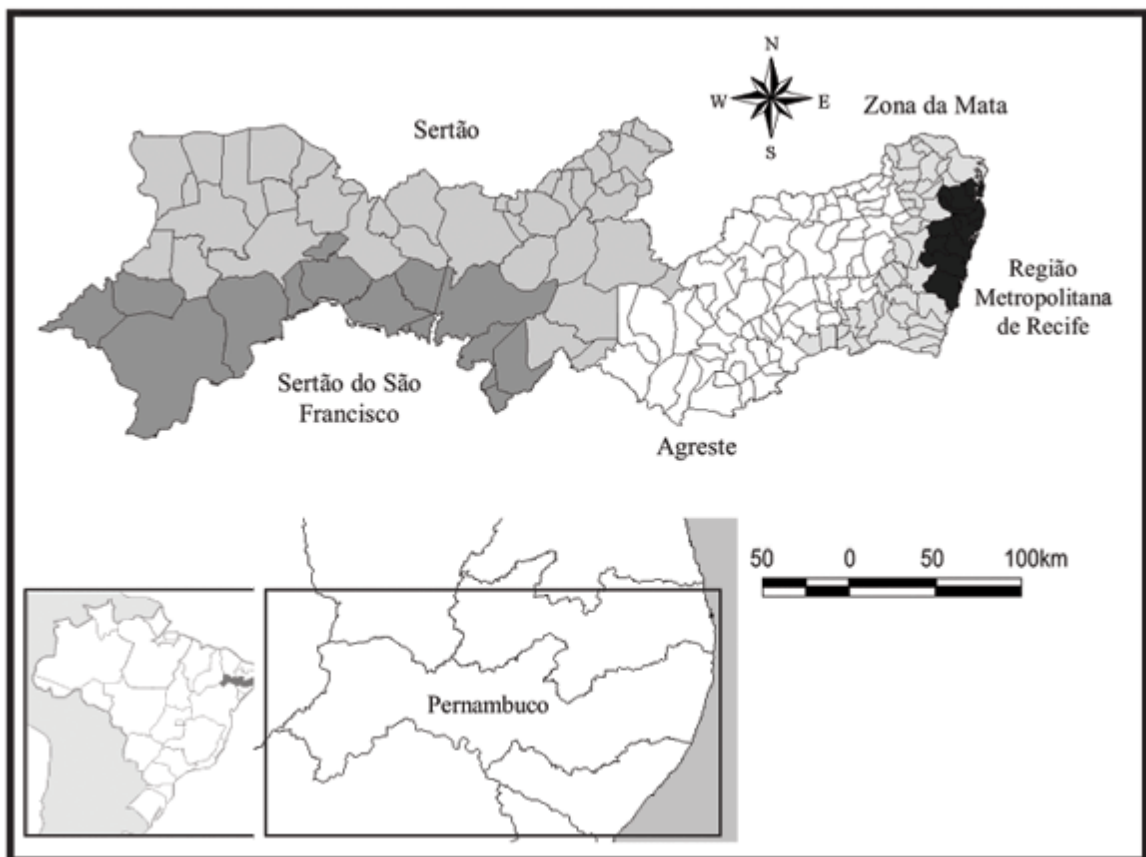 N
W E
S
Sertão
Zona da Mata
Região
Metropolitana
de Recife
Sertão do São
Francisco
Agreste
50 0 50 100km
Pernambuco